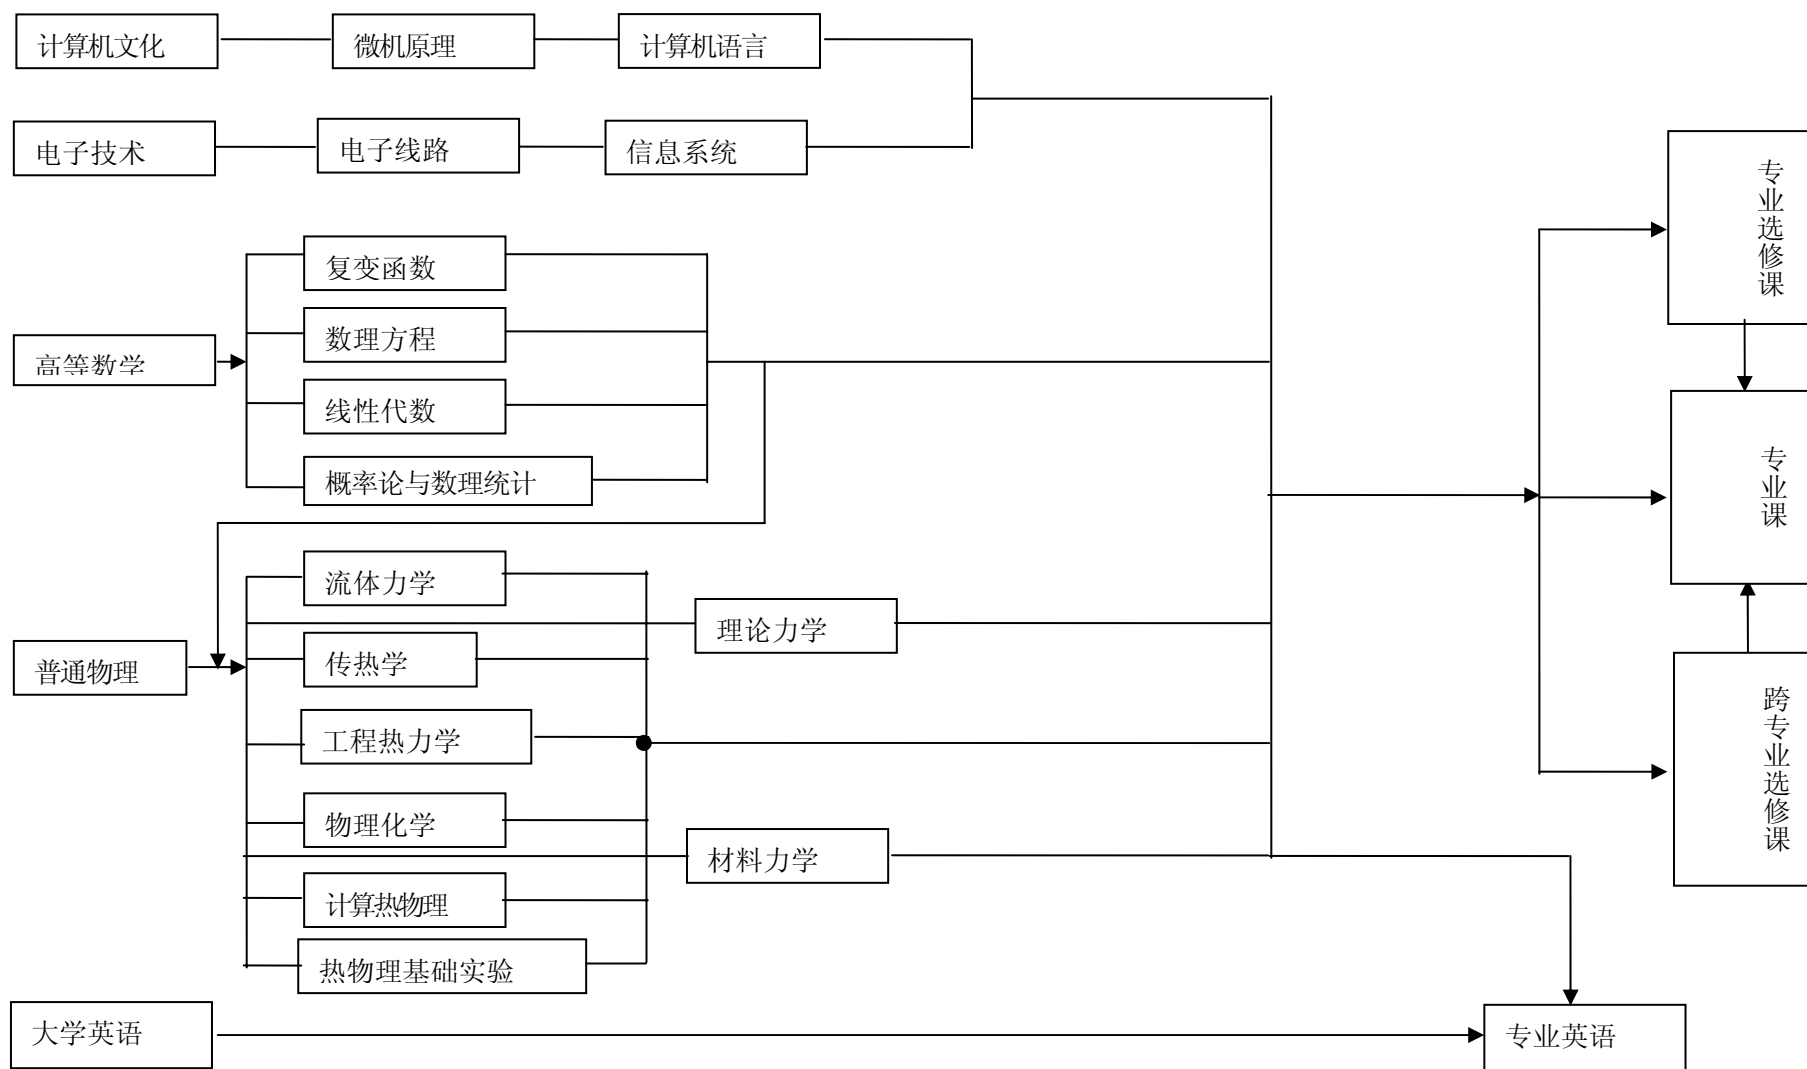 计算机文化
微机原理
计算机语言
电子技术
电子线路
信息系统
复变函数
数理方程
高等数学
线性代数
概率论与数理统计
流体力学
理论力学
普通物理
传热学
工程热力学
物理化学
材料力学
计算热物理
热物理基础实验
大学英语
专业英语
专业选修课
专业课
跨专业选修课